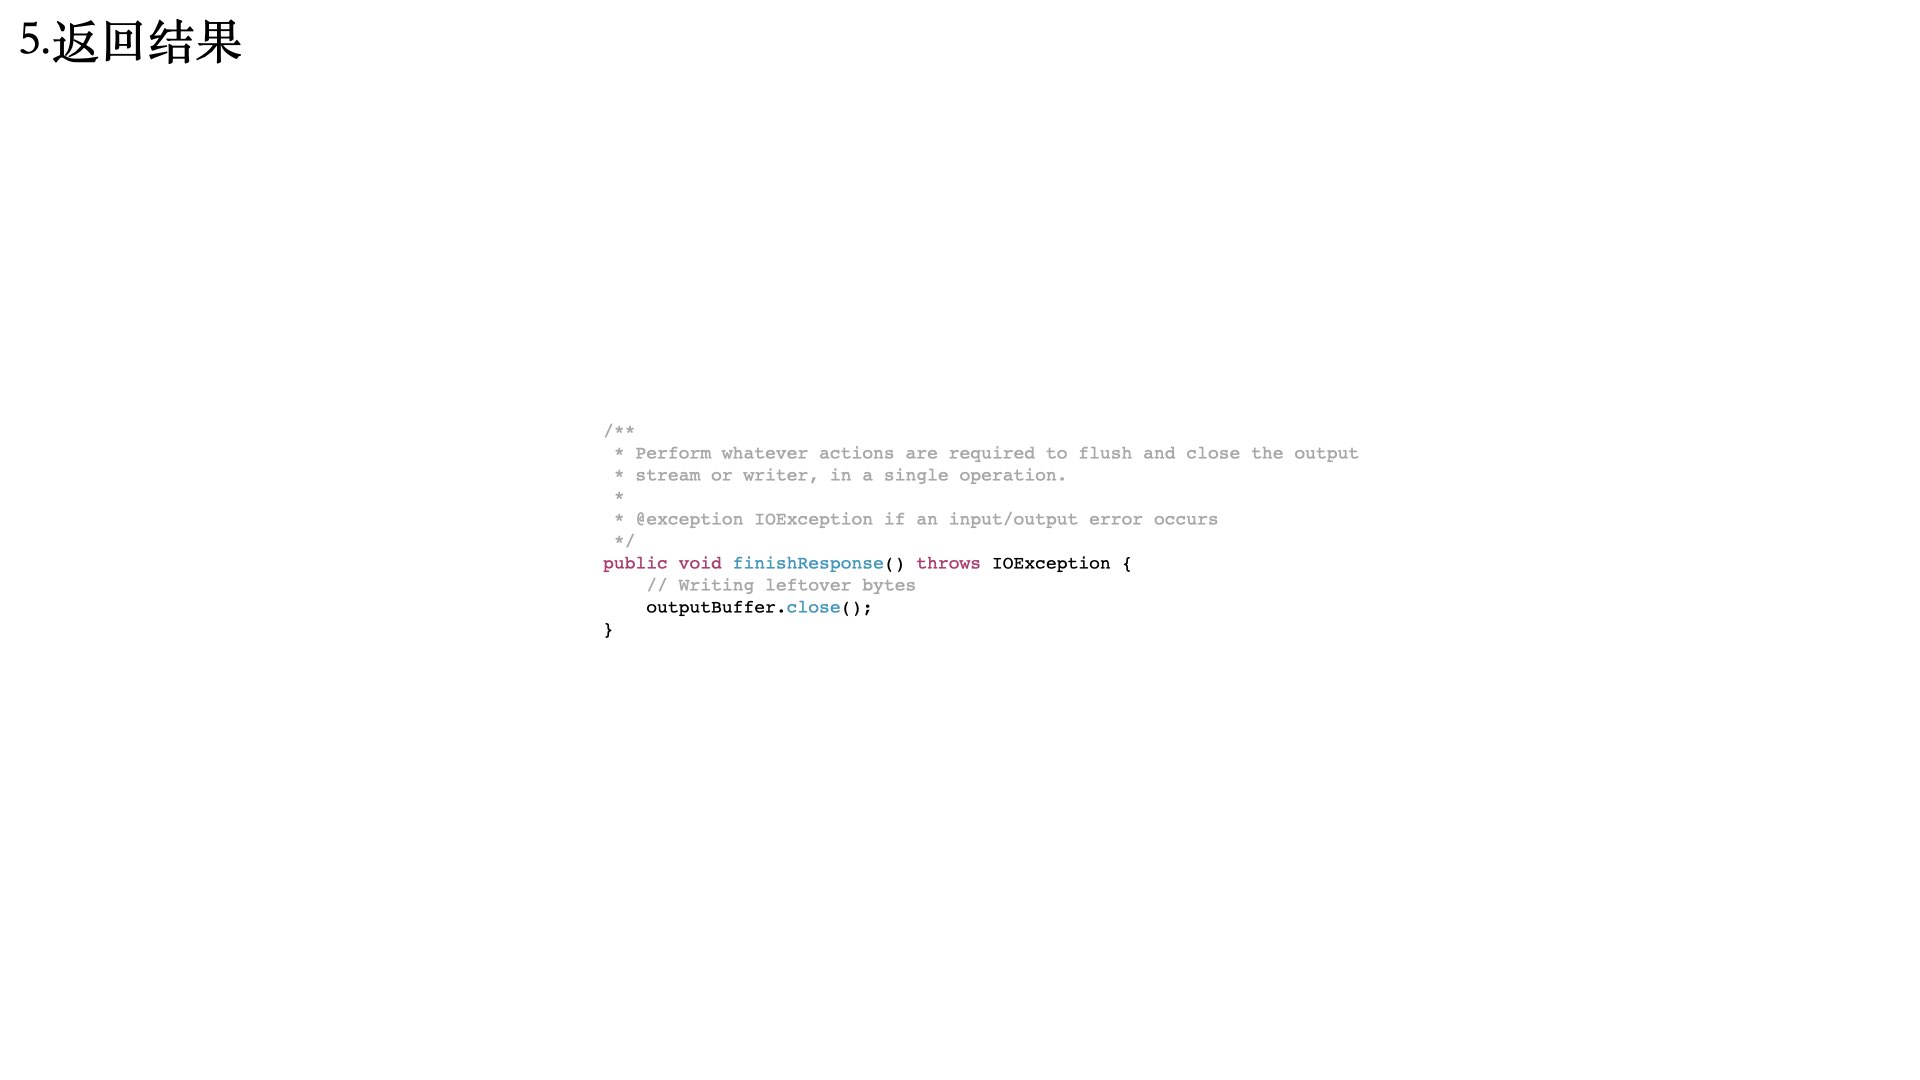 5.返回结果
/**
 * Perform whatever actions are required to flush and close the output
 * stream or writer, in a single operation.
 *
 * @exception IOException if an input/output error occurs
 */
public void finishResponse() throws IOException {
    // Writing leftover bytes
    outputBuffer.close();
}